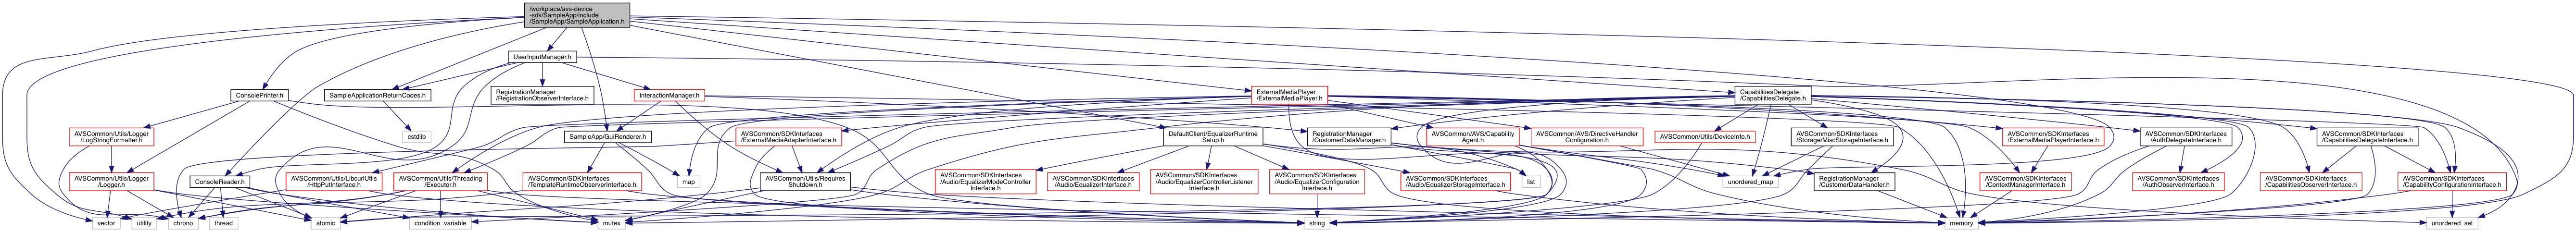 /workplace/avs-device
-sdk/SampleApp/include
/SampleApp/SampleApplication.h
UserInputManager.h
ConsolePrinter.h
SampleApplicationReturnCodes.h
RegistrationManager
/RegistrationObserverInterface.h
InteractionManager.h
ExternalMediaPlayer
/ExternalMediaPlayer.h
CapabilitiesDelegate
/CapabilitiesDelegate.h
AVSCommon/Utils/Logger
/LogStringFormatter.h
cstdlib
SampleApp/GuiRenderer.h
AVSCommon/SDKInterfaces
/ExternalMediaAdapterInterface.h
DefaultClient/EqualizerRuntime
Setup.h
RegistrationManager
/CustomerDataManager.h
AVSCommon/AVS/Capability
Agent.h
AVSCommon/AVS/DirectiveHandler
Configuration.h
AVSCommon/Utils/DeviceInfo.h
AVSCommon/SDKInterfaces
/Storage/MiscStorageInterface.h
AVSCommon/SDKInterfaces
/ExternalMediaPlayerInterface.h
AVSCommon/SDKInterfaces
/AuthDelegateInterface.h
AVSCommon/SDKInterfaces
/CapabilitiesDelegateInterface.h
AVSCommon/Utils/Logger
/Logger.h
ConsoleReader.h
AVSCommon/Utils/LibcurlUtils
/HttpPutInterface.h
AVSCommon/Utils/Threading
/Executor.h
AVSCommon/SDKInterfaces
/TemplateRuntimeObserverInterface.h
map
AVSCommon/Utils/Requires
Shutdown.h
AVSCommon/SDKInterfaces
/Audio/EqualizerModeController
Interface.h
AVSCommon/SDKInterfaces
/Audio/EqualizerInterface.h
AVSCommon/SDKInterfaces
/Audio/EqualizerControllerListener
Interface.h
AVSCommon/SDKInterfaces
/Audio/EqualizerConfiguration
Interface.h
AVSCommon/SDKInterfaces
/Audio/EqualizerStorageInterface.h
list
unordered_map
RegistrationManager
/CustomerDataHandler.h
AVSCommon/SDKInterfaces
/ContextManagerInterface.h
AVSCommon/SDKInterfaces
/AuthObserverInterface.h
AVSCommon/SDKInterfaces
/CapabilitiesObserverInterface.h
AVSCommon/SDKInterfaces
/CapabilityConfigurationInterface.h
vector
utility
chrono
thread
atomic
condition_variable
mutex
string
memory
unordered_set